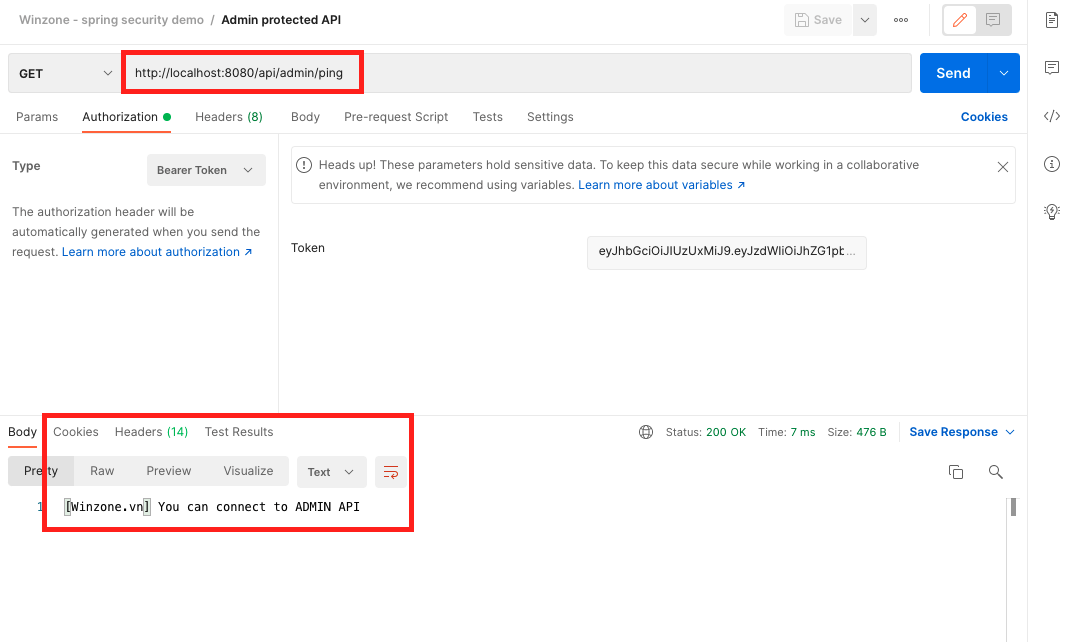 Winzone - spring security demo / Admin protected API
Save
GET
http://localhost:8080/api/admin/ping
Send
Params Authorization Headers (8) Body Pre-request Script Tests Settings Cookies
Type
Bearer Token
The authorization header will be
automatically generated when you send the
request. Learn more about authorization ↗
Heads up! These parameters hold sensitive data. To keep this data secure while working in a collaborative
environment, we recommend using variables. Learn more about variables ↗
Token
eyJhbGciOiJIUzUxMiJ9.eyJzdWIiOiJhZG1pb...
Body Cookies Headers (14) Test Results
Status: 200 OK Time: 7 ms Size: 476 B Save Response
Pretty Raw Preview Visualize Text
1 [Winzone.vn] You can connect to ADMIN API